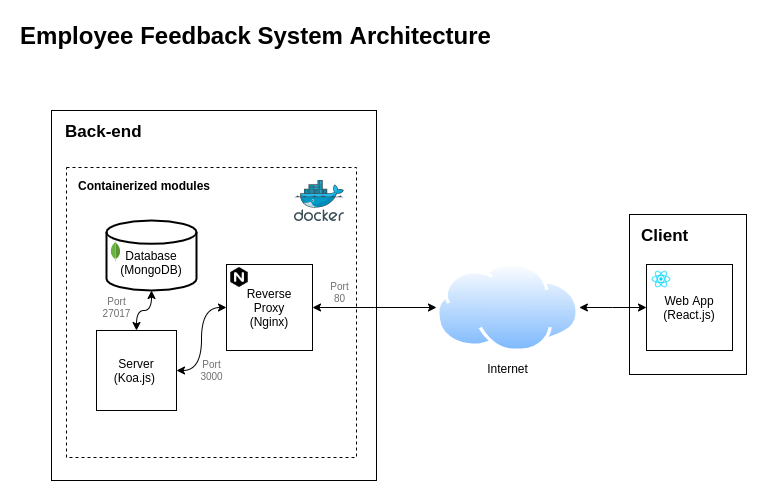 Employee Feedback System Architecture
Back-end
Containerized modules
docker
Database
(MongoDB)
Port
27017
Server
(Koa.js)
Port
3000
Reverse
Proxy
(Nginx)
Port
80
Internet
Client
Web App
(React.js)